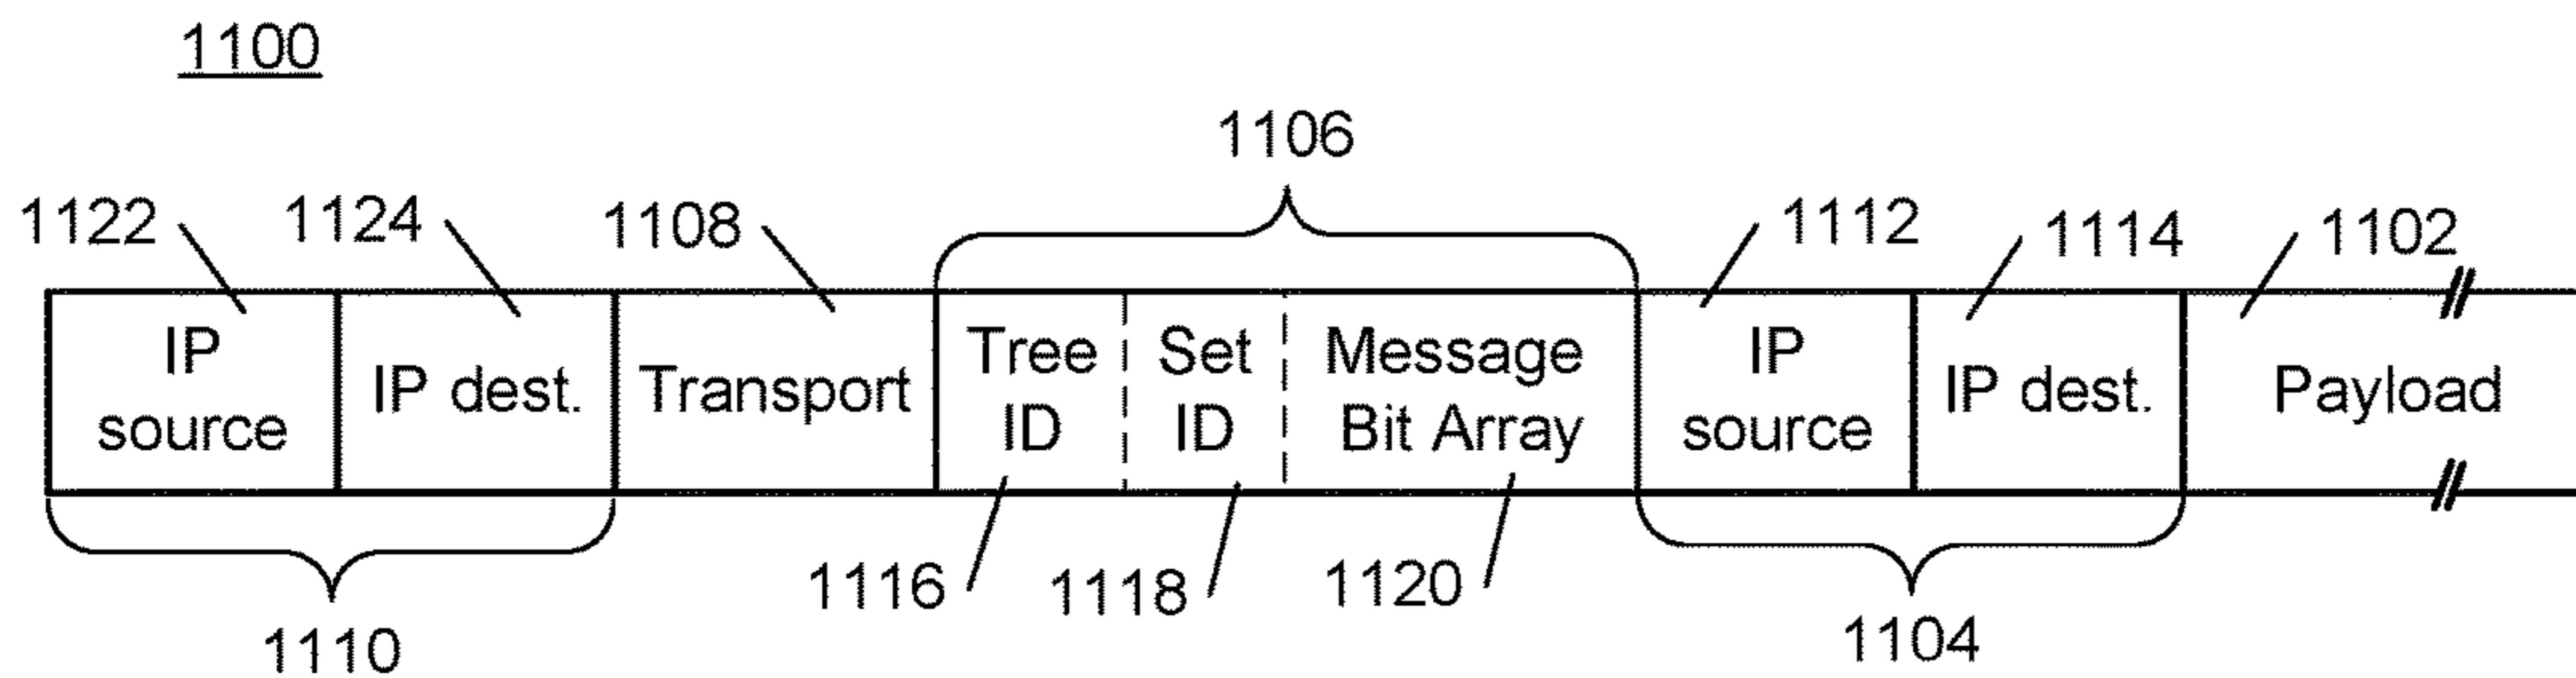 1100
1106
1122
1124
1108
1112
1114
1102
IP
source
IP dest.
Transport
Tree
ID
Set
ID
Message
Bit Array
IP
source
IP dest.
Payload
1116
1118
1120
1110
1104